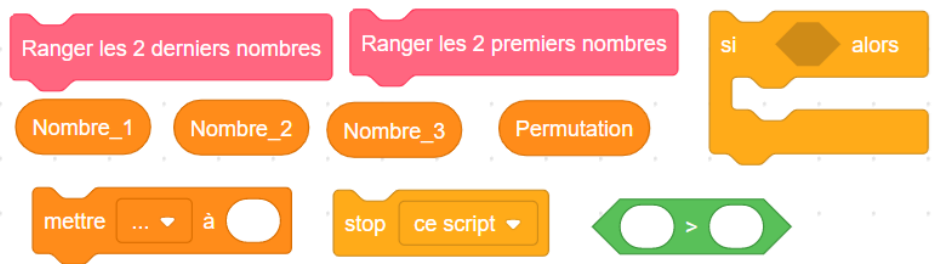 Ranger les 2 derniers nombres
Ranger les 2 premiers nombres
si alors
Nombre_1
Nombre_2
Nombre_3
Permutation
mettre ... à
stop ce script
>